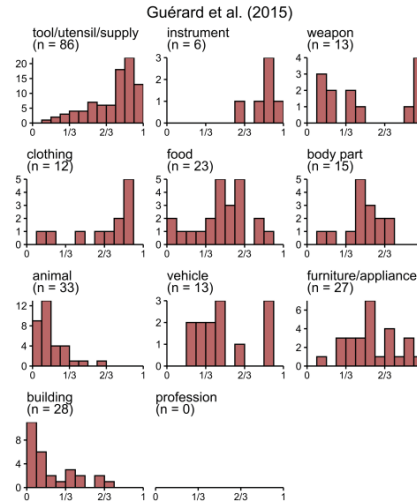 Guérard et al. (2015)
tool/utensil/supply
(n = 86)
instrument
(n = 6)
weapon
(n = 13)
20
15
10
5
0
0 1/3 2/3 1
3
2
1
0
0 1/3 2/3 1
4
3
2
1
0
0 1/3 2/3 1
clothing
(n = 12)
food
(n = 23)
body part
(n = 15)
5
4
3
2
1
0
0 1/3 2/3 1
5
4
3
2
1
0
0 1/3 2/3 1
5
4
3
2
1
0
0 1/3 2/3 1
animal
(n = 33)
vehicle
(n = 13)
furniture/appliance
(n = 27)
12
8
4
0
0 1/3 2/3 1
3
2
1
0
0 1/3 2/3 1
6
4
2
0
0 1/3 2/3 1
building
(n = 28)
profession
(n = 0)
8
4
0
0 1/3 2/3 1
0 1/3 2/3 1